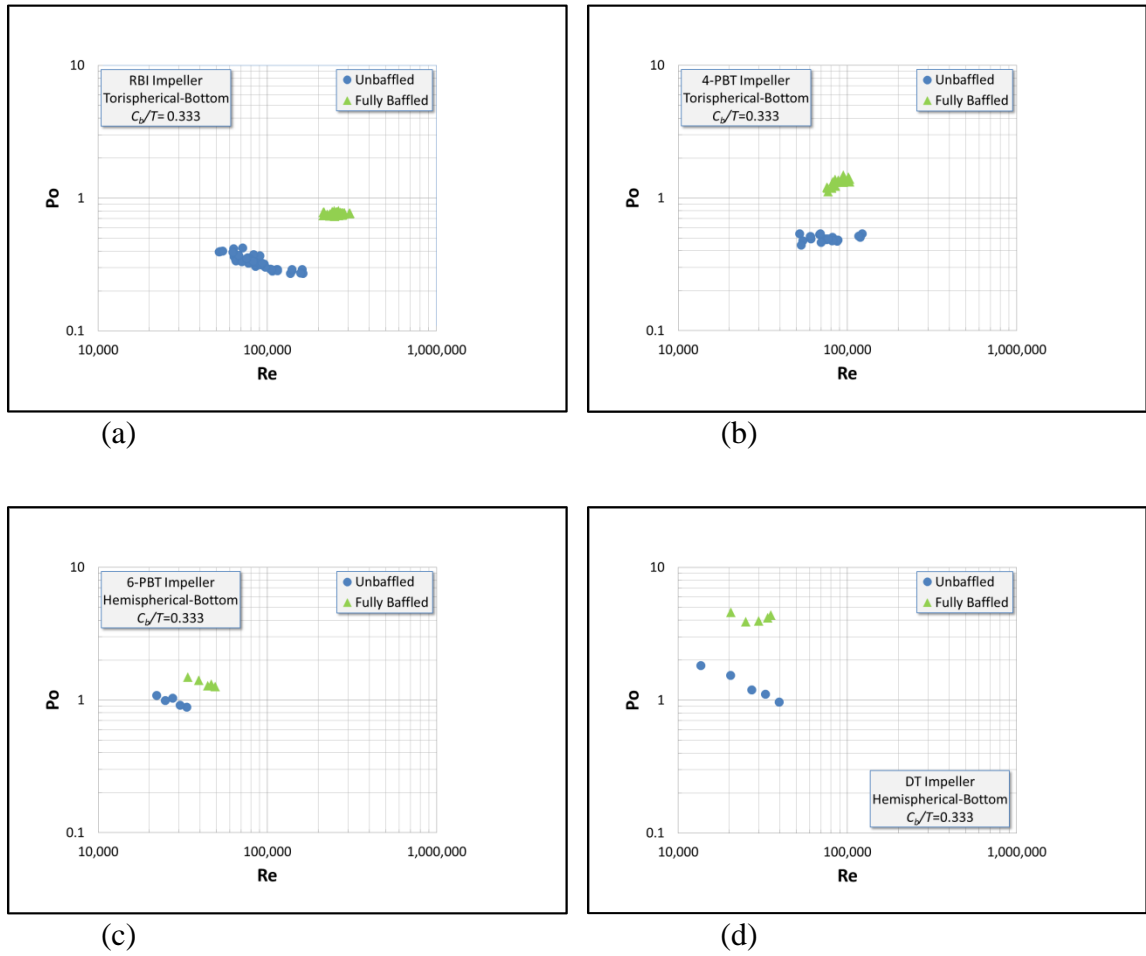 10
RBI Impeller
Torispherical-Bottom
Cb/T= 0.333
Unbaffled
Fully Baffled
Po
1
0.1
10,000 100,000 1,000,000
Re
(a)
10
4-PBT Impeller
Torispherical-Bottom
Cb/T=0.333
Unbaffled
Fully Baffled
Po
1
0.1
10,000 100,000 1,000,000
Re
(b)
10
6-PBT Impeller
Hemispherical-Bottom
Cb/T=0.333
Unbaffled
Fully Baffled
Po
1
0.1
10,000 100,000 1,000,000
Re
(c)
10
Unbaffled
Fully Baffled
Po
1
DT Impeller
Hemispherical-Bottom
Cb/T=0.333
0.1
10,000 100,000 1,000,000
Re
(d)